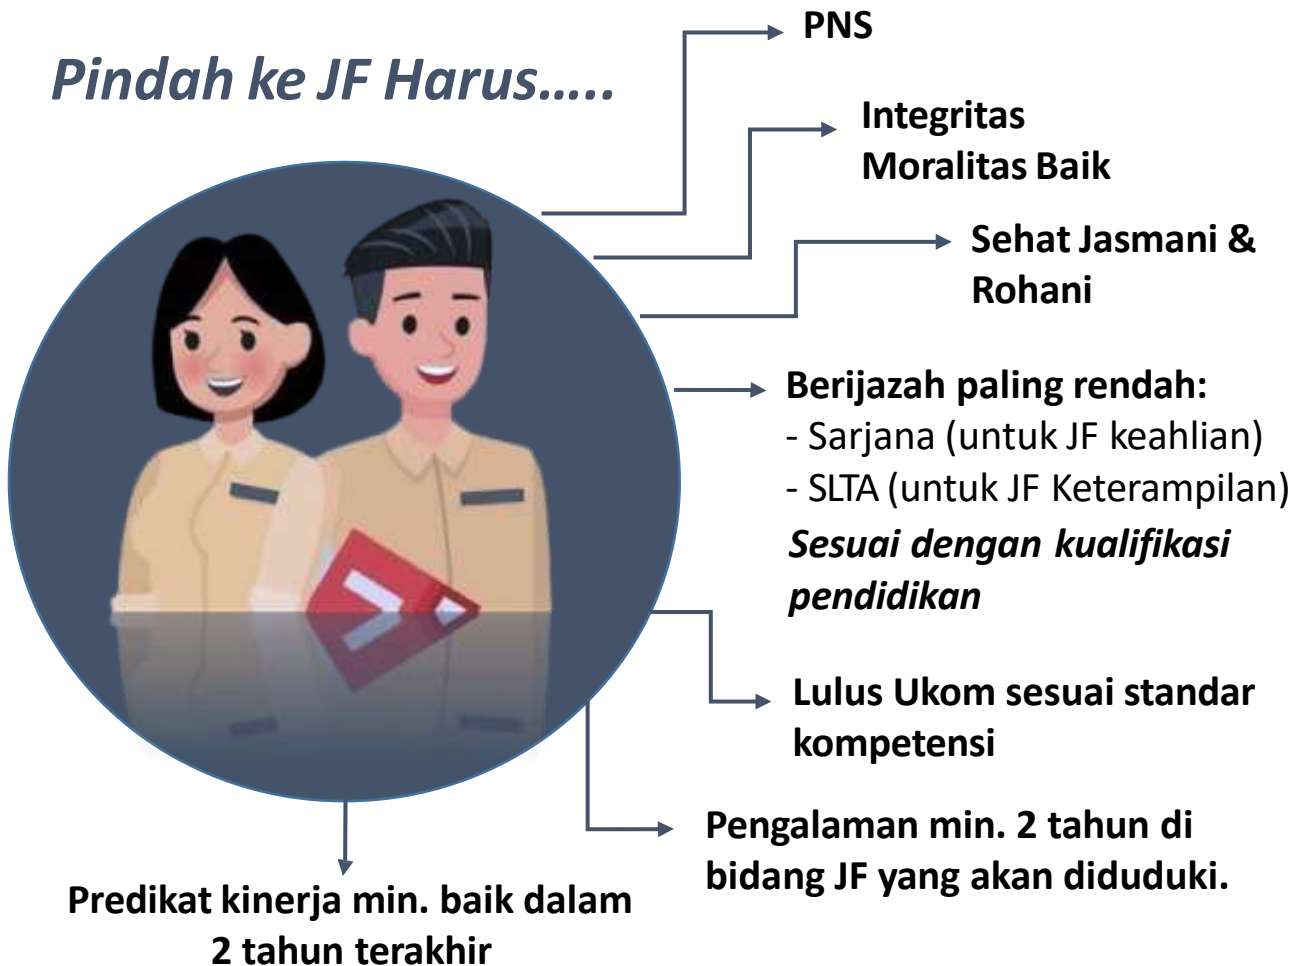 Pindah ke JF Harus.....
PNS
Integritas
Moralitas Baik
Sehat Jasmani &
Rohani
Berijazah paling rendah:
- Sarjana (untuk JF keahlian)
- SLTA (untuk JF Keterampilan)
Sesuai dengan kualifikasi
pendidikan
Lulus Ukom sesuai standar
kompetensi
Pengalaman min. 2 tahun di
bidang JF yang akan diduduki.
Predikat kinerja min. baik dalam
2 tahun terakhir